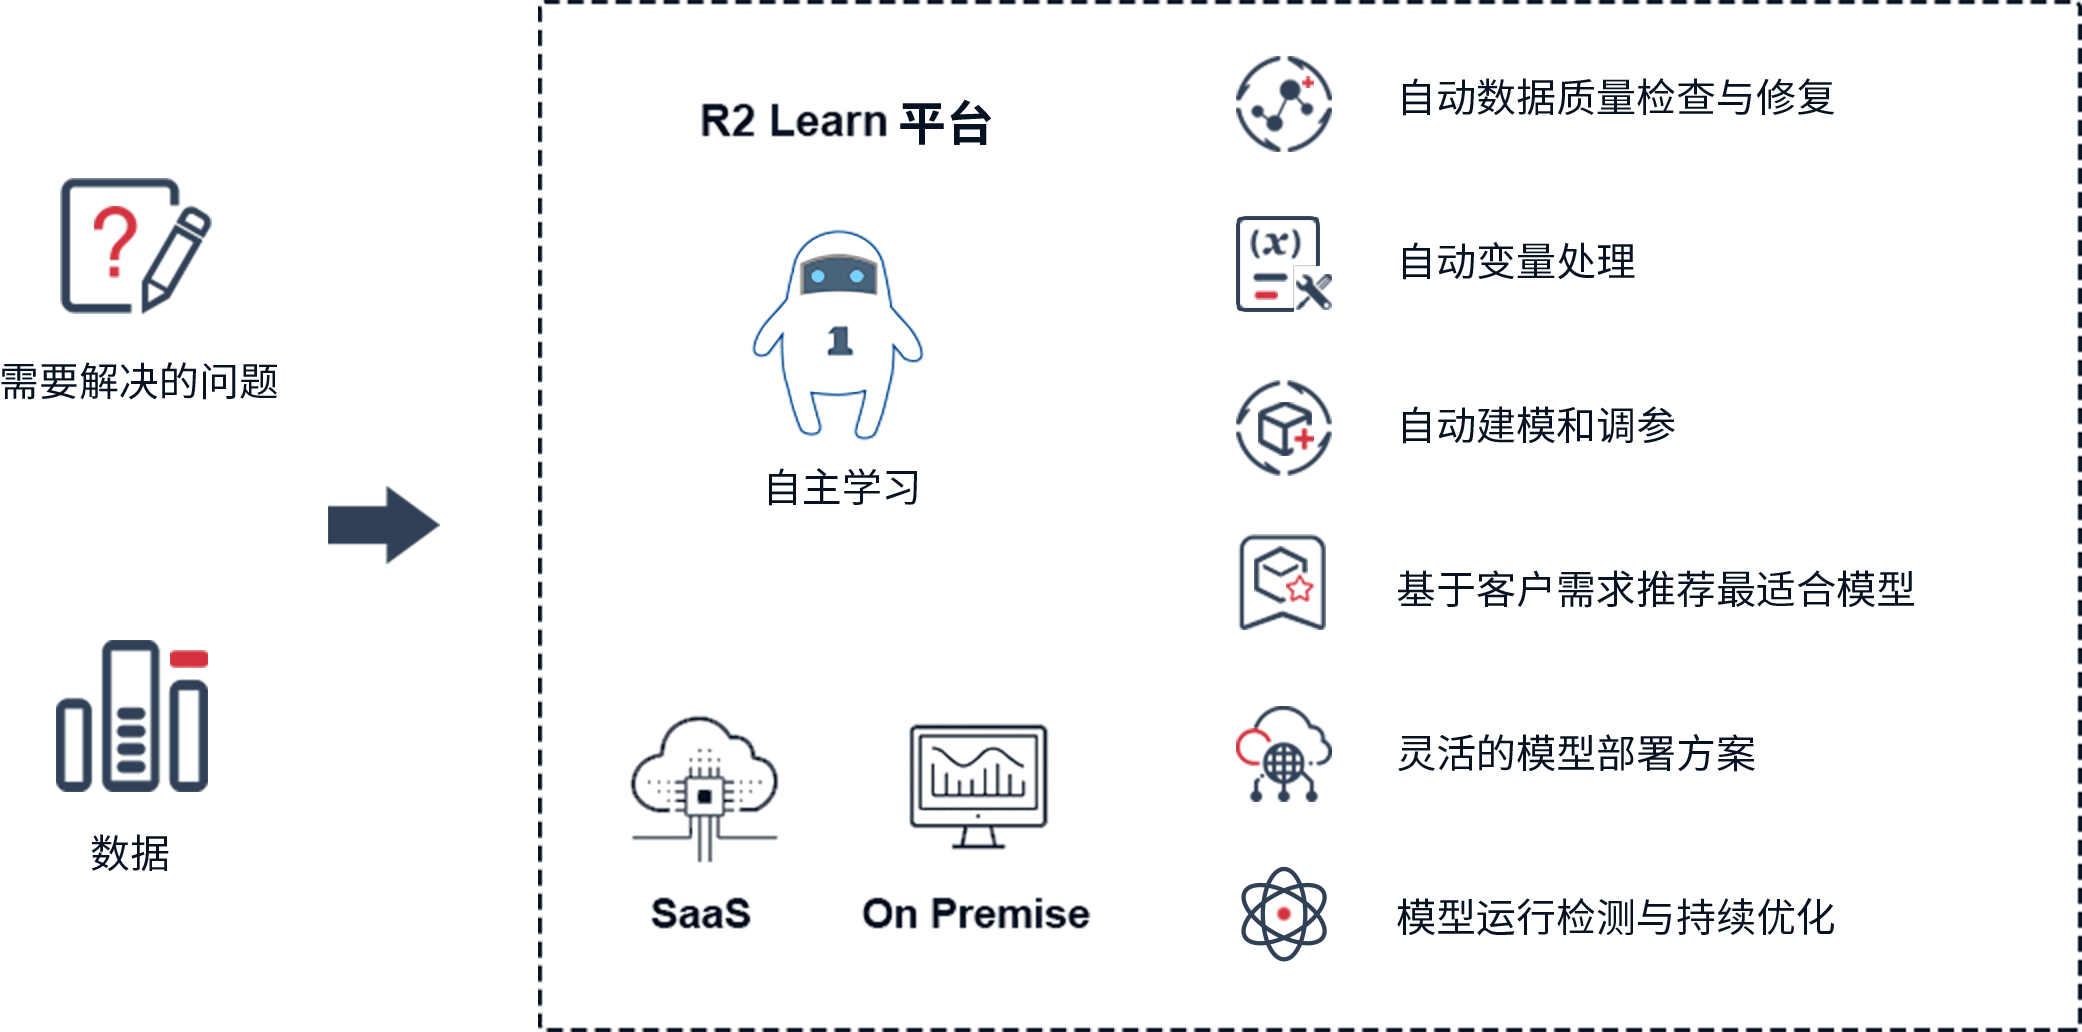 需要解决的问题
数据
R2 Learn 平台
1
自主学习
SaaS
On Premise
自动数据质量检查与修复
(x)
自动变量处理
自动建模和调参
基于客户需求推荐最适合模型
灵活的模型部署方案
模型运行检测与持续优化